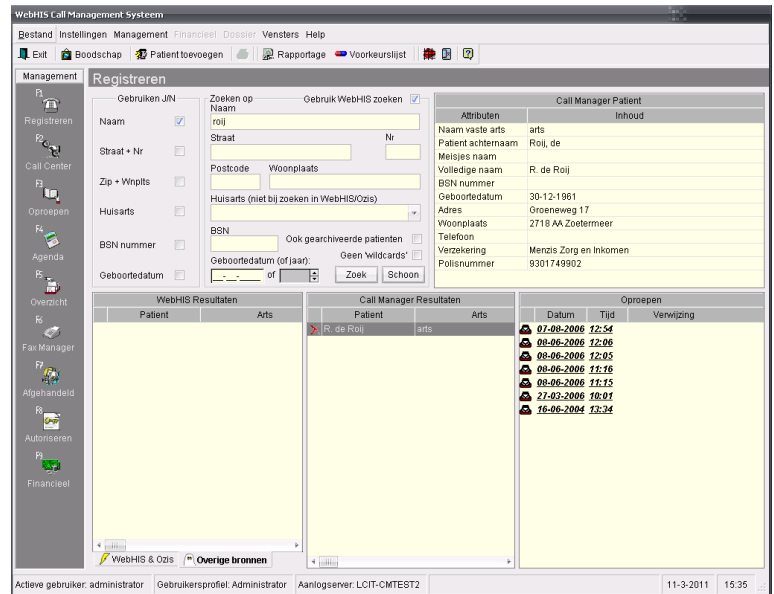 WebHIS Call Management Systeem
Bestand Instellingen Management Financieel Dossier Vensters Help
Exit Boodschap Patient toevoegen Rapportage Voorkeurslijst
Management
F1
Registreren
F2
Call Center
F3
Oproepen
F4
Agenda
F5
Overzicht
F6
Fax Manager
F7
Afgehandeld
F8
Autoriseren
F9
Financieel
Registreren
Gebruiken J/N
Naam
Straat + Nr
Zip + Wnplts
Huisarts
BSN nummer
Geboortedatum
Zoeken op
Gebruik WebHIS zoeken
Naam
roij
Straat Nr
Postcode Woonplaats
Huisarts (niet bij zoeken in WebHIS/Ozis)
BSN
Ook gearchiveerde patienten
Geen Wildcards*
Geboortedatum (of jaar):
__-__-____ of
Zoek Schoon
Call Manager Patient
Attributen Inhoud
Naam vaste arts arts
Patient achternaam Roij, de
Meisjes naam
Volledige naam R. de Roij
BSN nummer
Geboortedatum 30-12-1961
Adres Groeneweg 17
Woonplaats 2718 AA Zoetermeer
Telefoon
Verzekering Menzis Zorg en Inkomen
Polisnummer 9301749902
WebHIS Resultaten
Patient Arts
WebHIS & Ozis Overige bronnen
Call Manager Resultaten
Patient Arts
R. de Roij arts
Oproepen
Datum Tijd Verwijzing
07-08-2006 12:54
08-06-2006 12:06
08-06-2006 12:05
08-06-2006 11:16
08-06-2006 11:15
27-03-2006 10:01
16-06-2004 13:34
Actieve gebruiker: administrator Gebruikersprofiel: Administrator Aanlogserver: LCIT-CMTEST2 11-3-2011 15:35